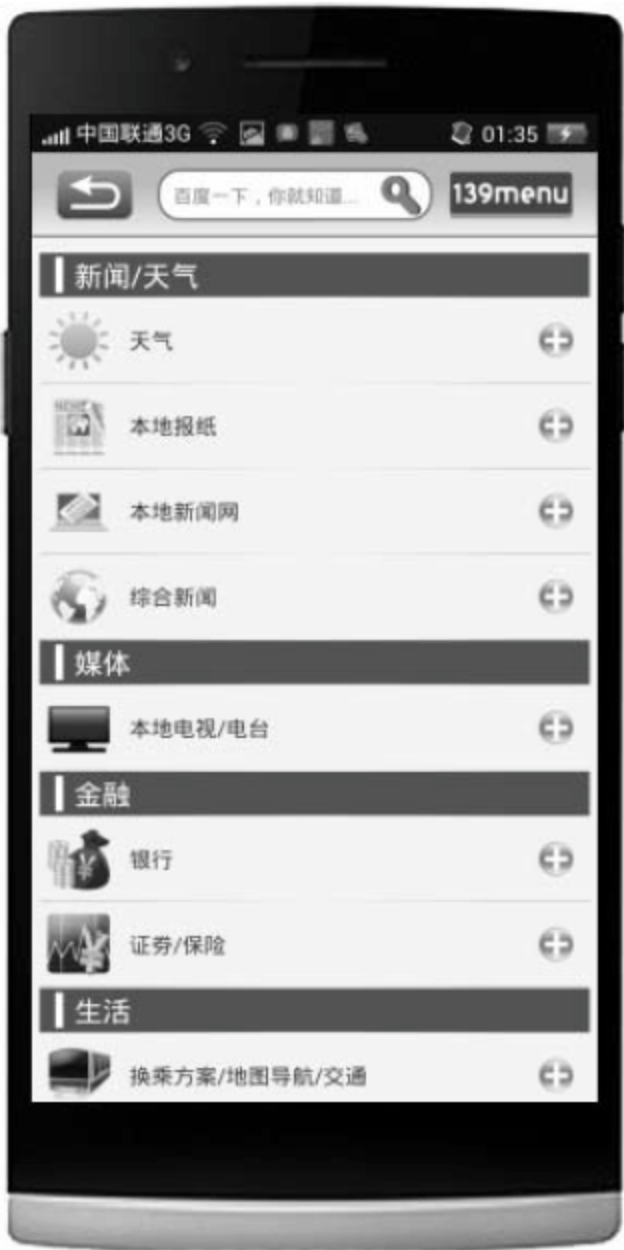 中国联通3G 01:35
百度一下，你就知道... 139menu
新闻/天气
天气
NEWS
本地报纸
本地新闻网
综合新闻
媒体
本地电视/电台
金融
银行
证券/保险
生活
换乘方案/地图导航/交通